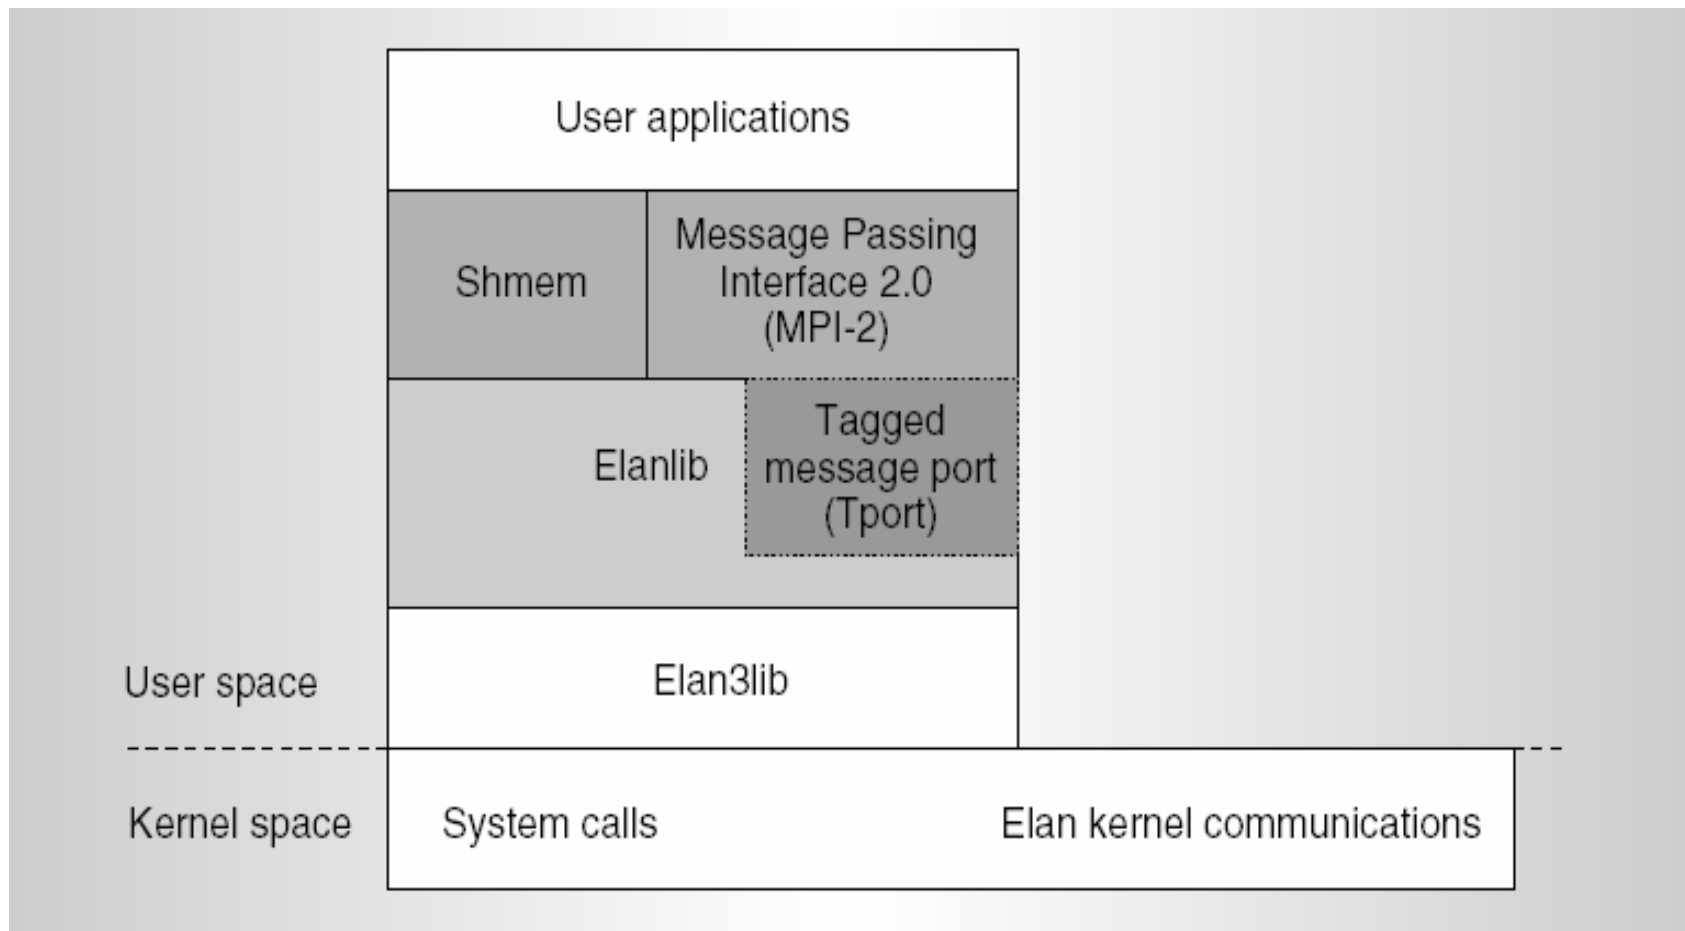 User applications
Shmem
Message Passing
Interface 2.0
(MPI-2)
Elanlib
Tagged
message port
(Tport)
User space
Elan3lib
Kernel space
System calls
Elan kernel communications